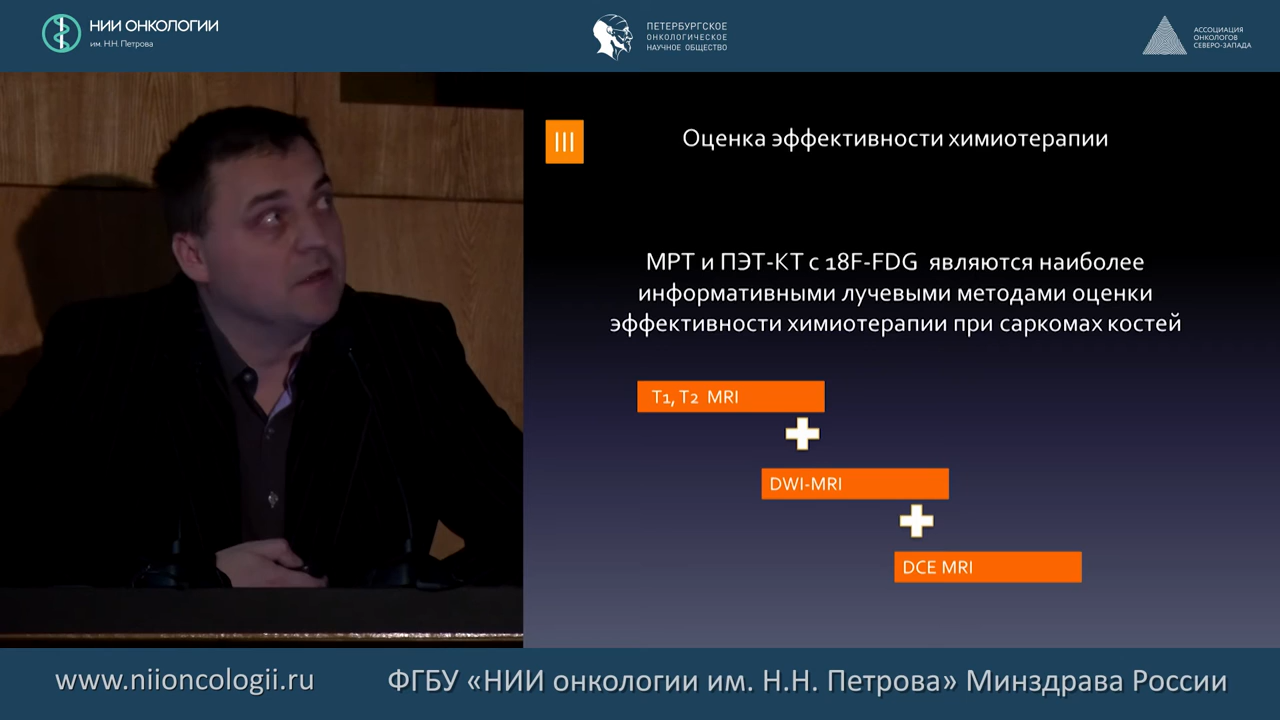 НИИ ОНКОЛОГИИ
им. Н.Н. Петрова
ПЕТЕРБУРГСКОЕ
ОНКОЛОГИЧЕСКОЕ
НАУЧНОЕ ОБЩЕСТВО
АССОЦИАЦИЯ
ОНКОЛОГОВ
СЕВЕРО-ЗАПАДА
III
Оценка эффективности химиотерапии
МРТ и ПЭТ-КТ с 18F-FDG являются наиболее
информативными лучевыми методами оценки
эффективности химиотерапии при саркомах костей
T1, T2 MRI
DWI-MRI
DCE MRI
www.niioncologii.ru
ФГБУ «НИИ онкологии им. Н.Н. Петрова» Минздрава России